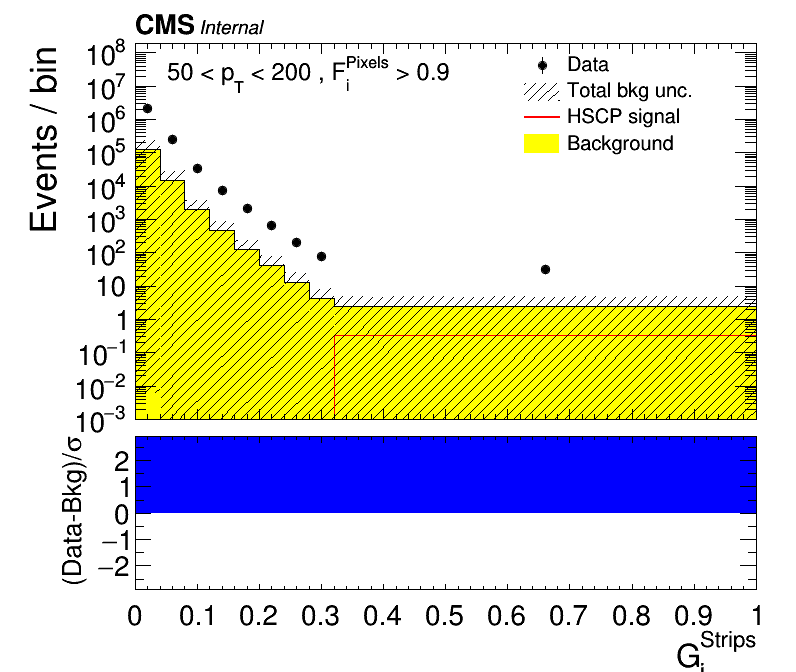 CMS Internal
50 < p_T < 200 , F_i^Pixels > 0.9
Data
Total bkg unc.
HSCP signal
Background
Events / bin
10^8
10^7
10^6
10^5
10^4
10^3
10^2
10
1
10^−1
10^−2
10^−3
(Data-Bkg)/σ
2
1
0
−1
−2
0 0.1 0.2 0.3 0.4 0.5 0.6 0.7 0.8 0.9 1
G_i^Strips